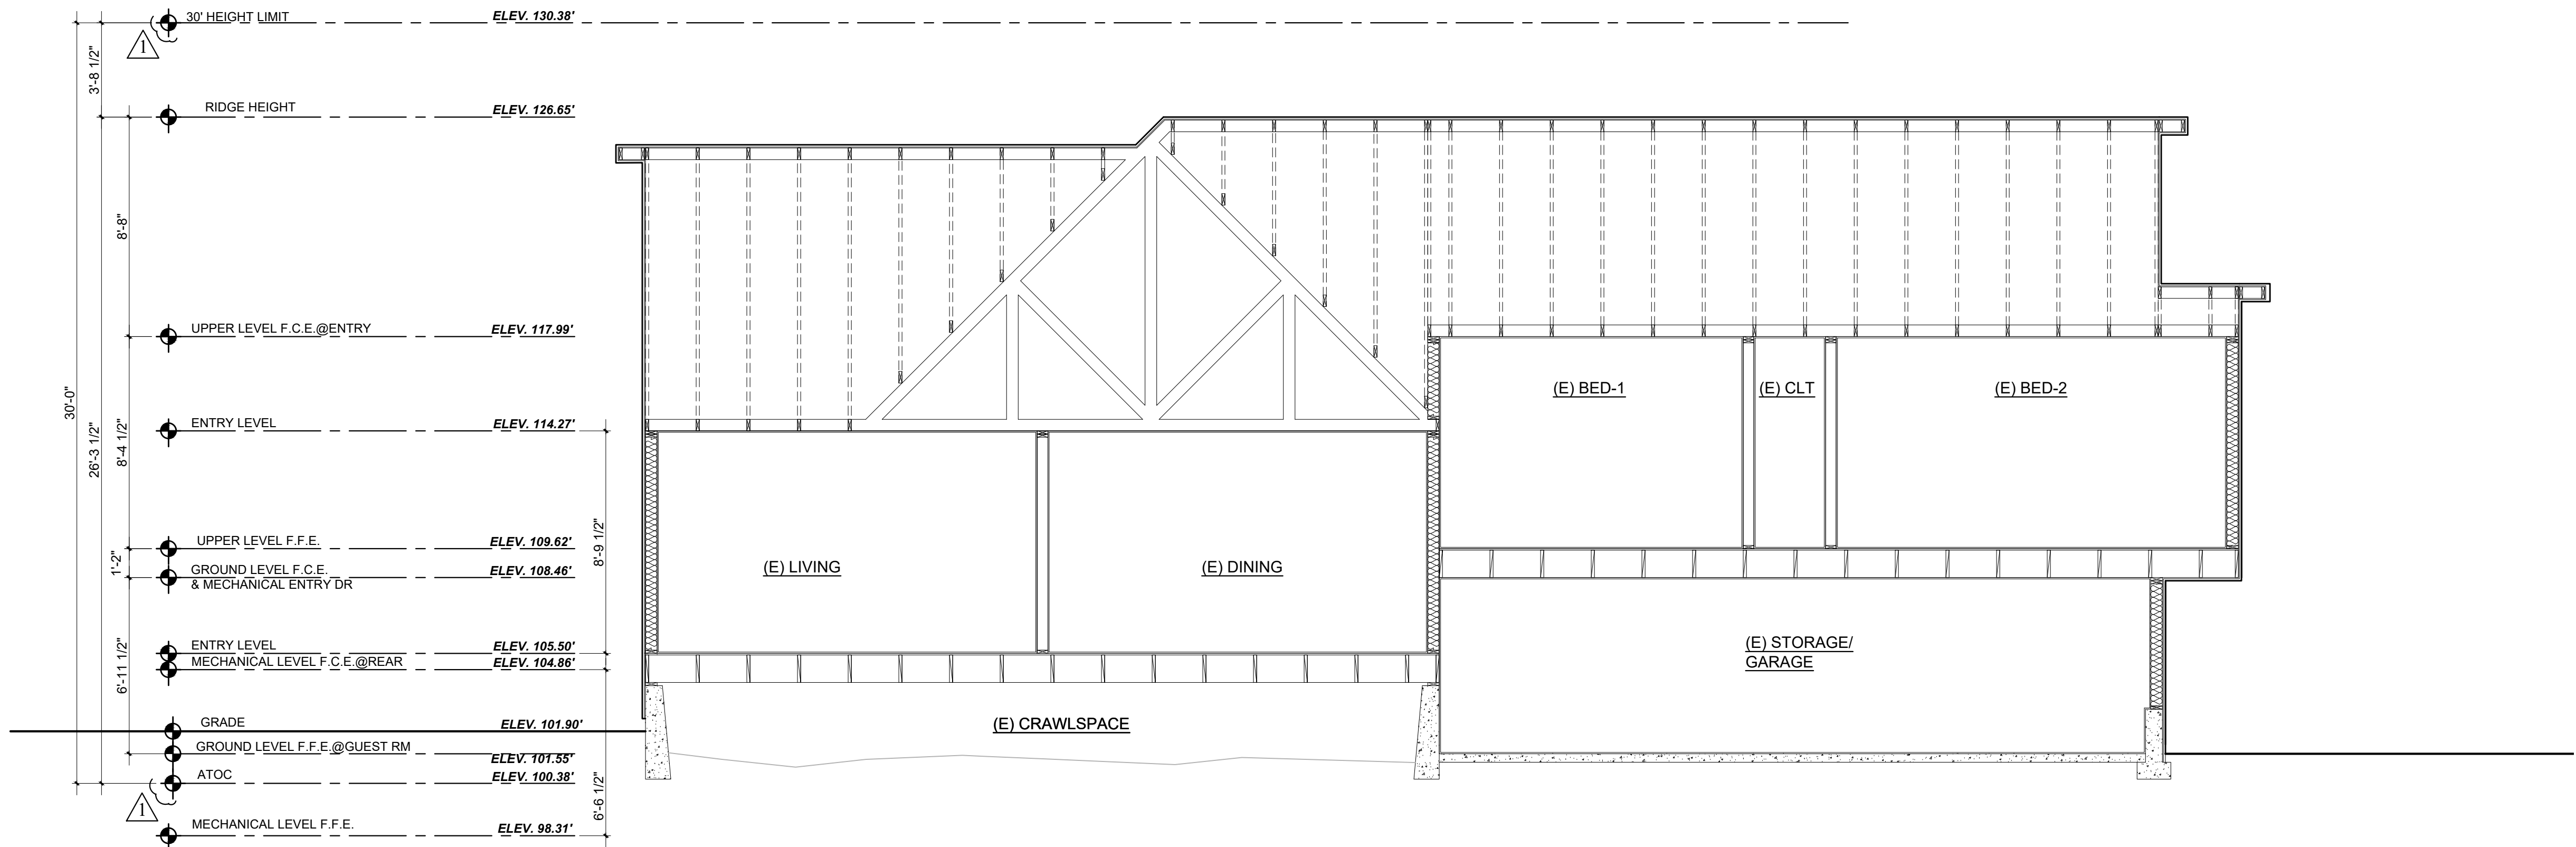 30' HEIGHT LIMIT ELEV. 130.38'
1
3'-8 1/2"
RIDGE HEIGHT ELEV. 126.65'
8'-8"
UPPER LEVEL F.C.E.@ENTRY ELEV. 117.99'
30'-0"
26'-3 1/2"
8'-4 1/2"
ENTRY LEVEL ELEV. 114.27'
UPPER LEVEL F.F.E. ELEV. 109.62'
1'-2"
8'-9 1/2"
GROUND LEVEL F.C.E. ELEV. 108.46'
& MECHANICAL ENTRY DR
ENTRY LEVEL ELEV. 105.50'
MECHANICAL LEVEL F.C.E.@REAR ELEV. 104.86'
6'-11 1/2"
GRADE ELEV. 101.90'
GROUND LEVEL F.F.E.@GUEST RM
ELEV. 101.55'
ATOC ELEV. 100.38'
1
6'-6 1/2"
MECHANICAL LEVEL F.F.E. ELEV. 98.31'
(E) BED-1
(E) CLT
(E) BED-2
(E) LIVING
(E) DINING
(E) STORAGE/
GARAGE
(E) CRAWLSPACE